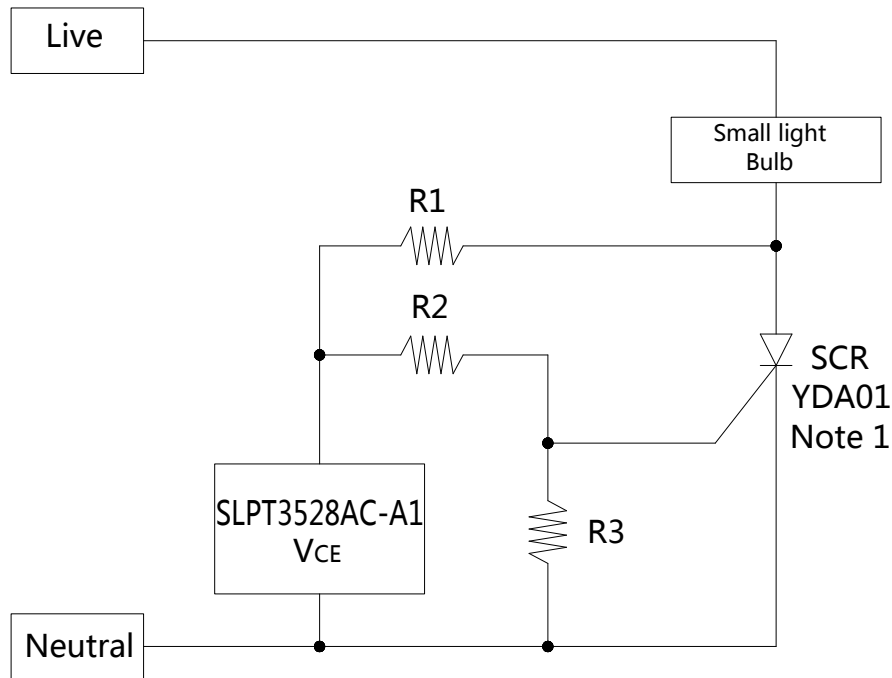 Live
Small light
Bulb
R1
R2
SCR
YDA01
Note 1
SLPT3528AC-A1
VCE
R3
Neutral